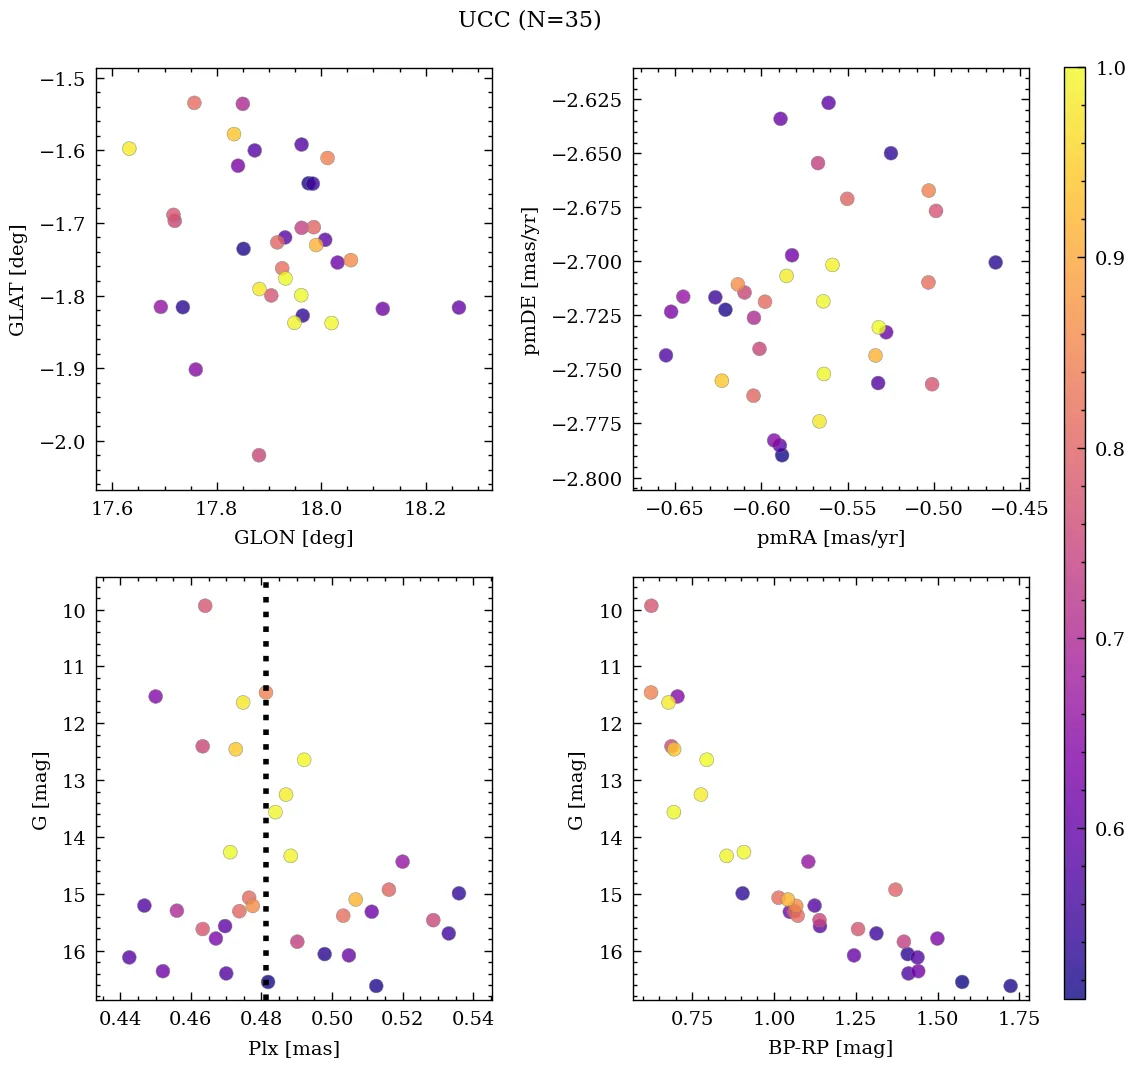 UCC (N=35)
−1.5
−1.6
−1.7
−1.8
−1.9
−2.0
GLAT [deg]
17.6 17.8 18.0 18.2
GLON [deg]
−2.625
−2.650
−2.675
−2.700
−2.725
−2.750
−2.775
−2.800
pmDE [mas/yr]
−0.65 −0.60 −0.55 −0.50 −0.45
pmRA [mas/yr]
10
11
12
13
14
15
16
G [mag]
0.44 0.46 0.48 0.50 0.52 0.54
Plx [mas]
10
11
12
13
14
15
16
G [mag]
0.75 1.00 1.25 1.50 1.75
BP-RP [mag]
1.0
0.9
0.8
0.7
0.6